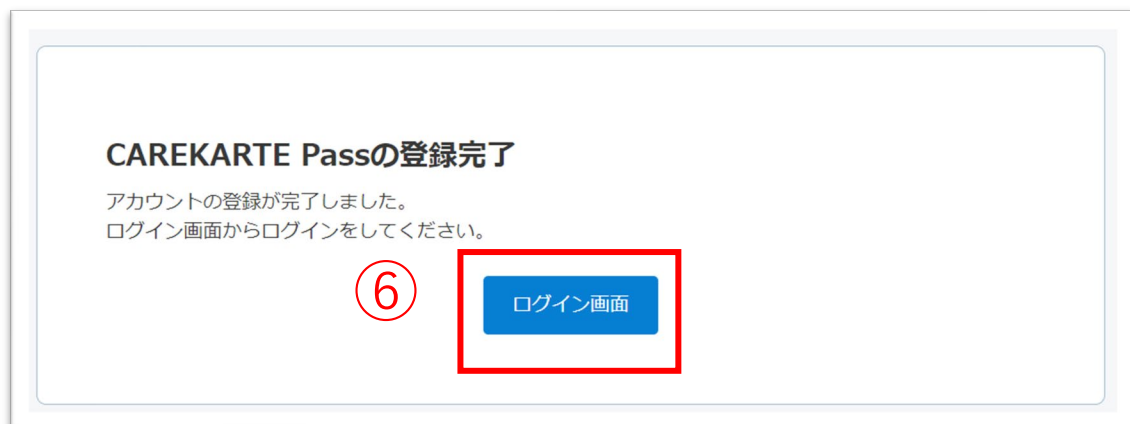 CAREKARTE Passの登録完了
アカウントの登録が完了しました。
ログイン画面からログインをしてください。
⑥
ログイン画面